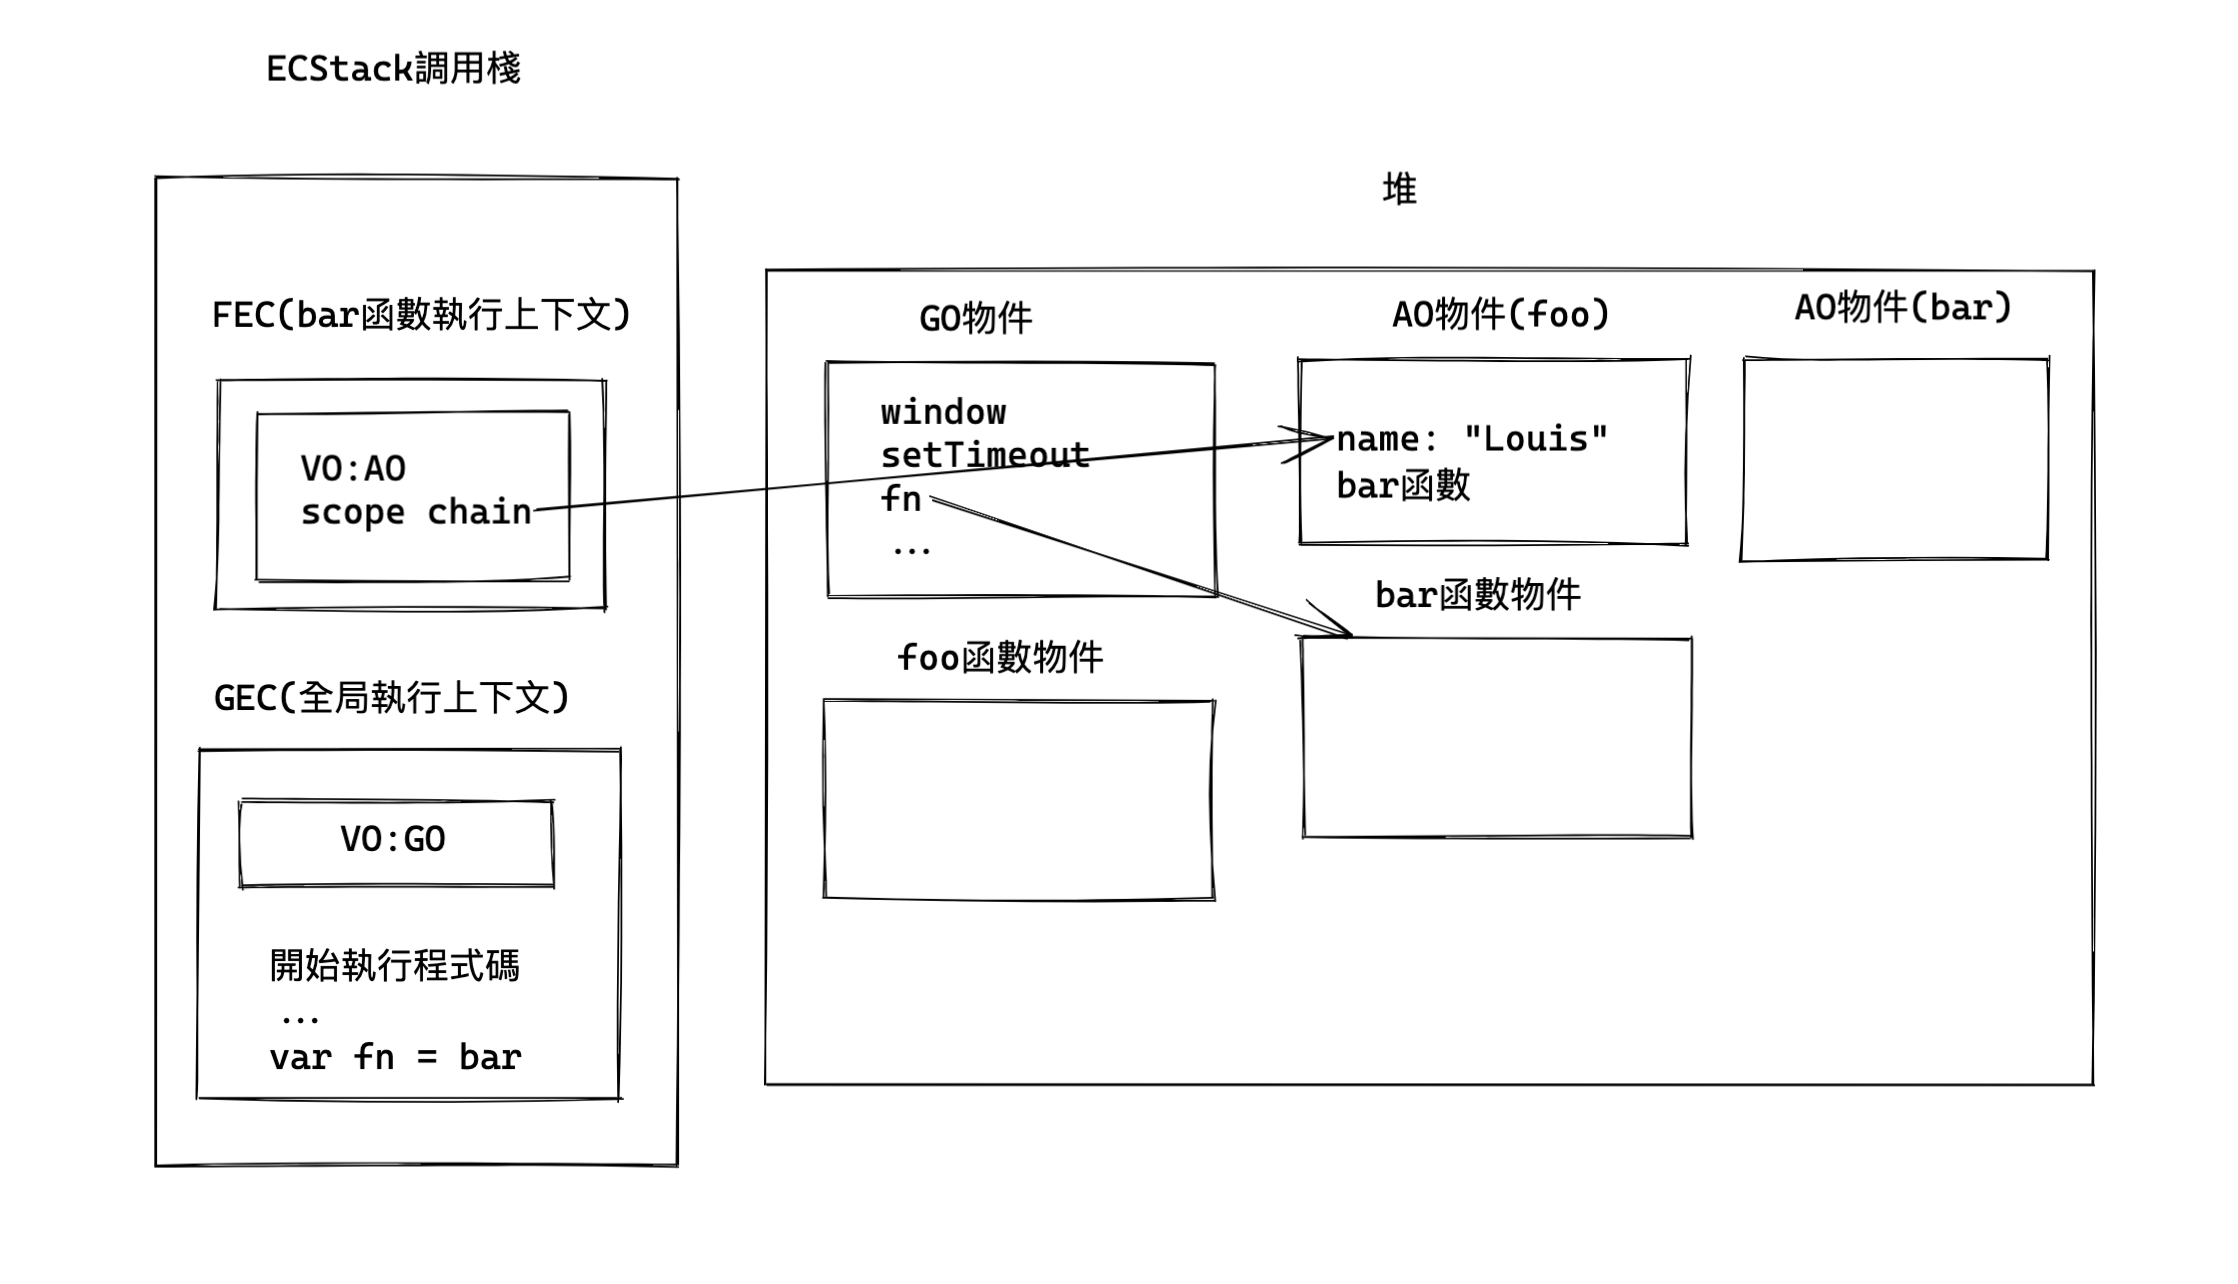 ECStack調用棧
FEC(bar函數執行上下文)
VO:AO
scope chain
GEC(全局執行上下文)
VO:GO
開始執行程式碼
...
var fn = bar
堆
GO物件
window
setTimeout
fn
...
foo函數物件
AO物件(foo)
name: "Louis"
bar函數
bar函數物件
AO物件(bar)